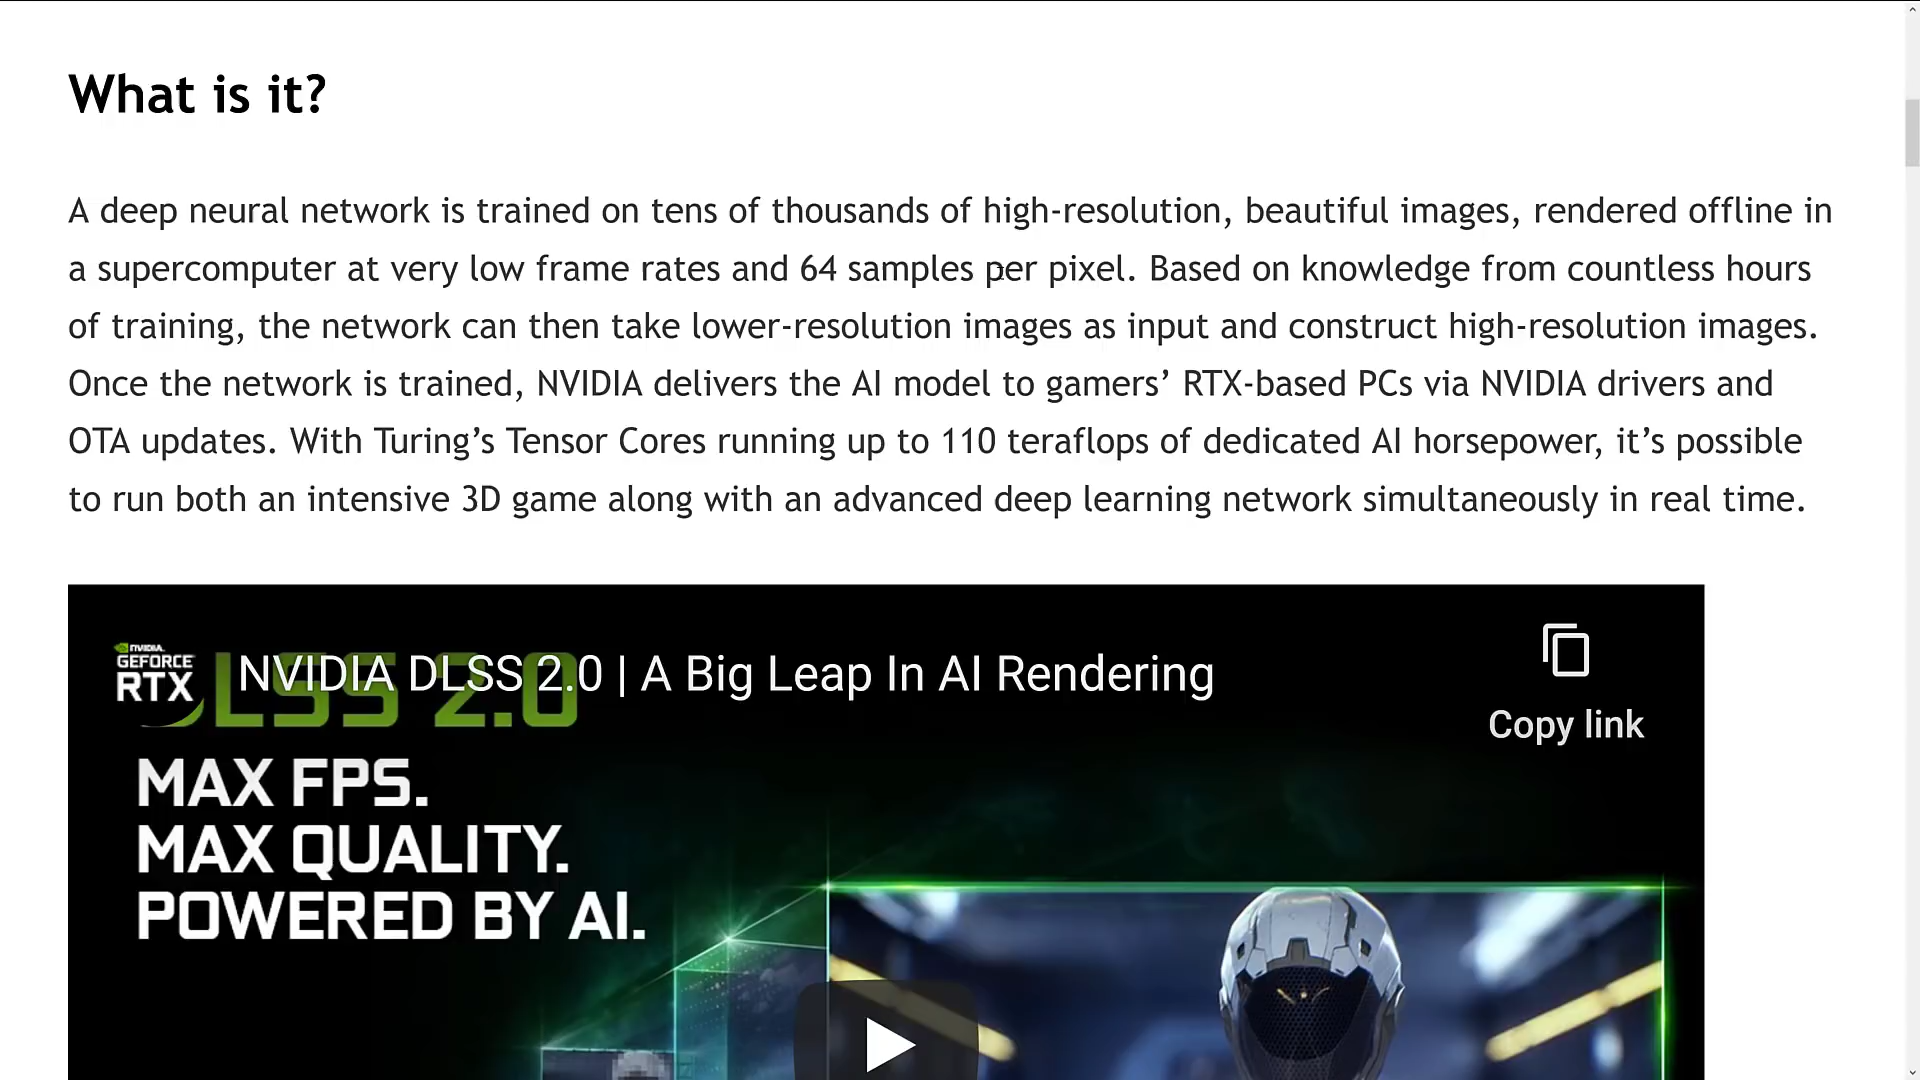 What is it?
A deep neural network is trained on tens of thousands of high-resolution, beautiful images, rendered offline in
a supercomputer at very low frame rates and 64 samples per pixel. Based on knowledge from countless hours
of training, the network can then take lower-resolution images as input and construct high-resolution images.
Once the network is trained, NVIDIA delivers the AI model to gamers’ RTX-based PCs via NVIDIA drivers and
OTA updates. With Turing’s Tensor Cores running up to 110 teraflops of dedicated AI horsepower, it’s possible
to run both an intensive 3D game along with an advanced deep learning network simultaneously in real time.
NVIDIA.
GEFORCE
RTX
NVIDIA DLSS 2.0 | A Big Leap In AI Rendering
LSS 2.0
Copy link
MAX FPS.
MAX QUALITY.
POWERED BY AI.